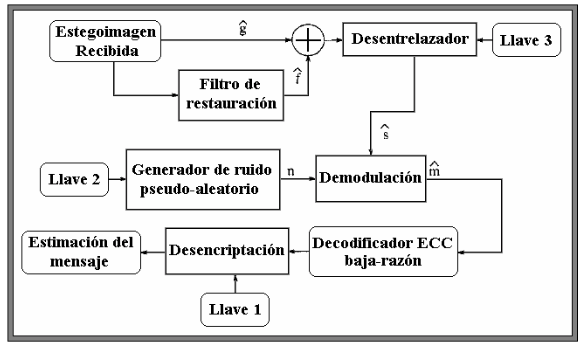 Estegoimagen
Recibida
ĝ
Desentrelazador
Llave 3
Filtro de
restauración
f̂
ŝ
Llave 2
Generador de ruido
pseudo-aleatorio
n
Demodulación
m̂
Estimación del
mensaje
Desencriptación
Decodificador ECC
baja-razón
Llave 1